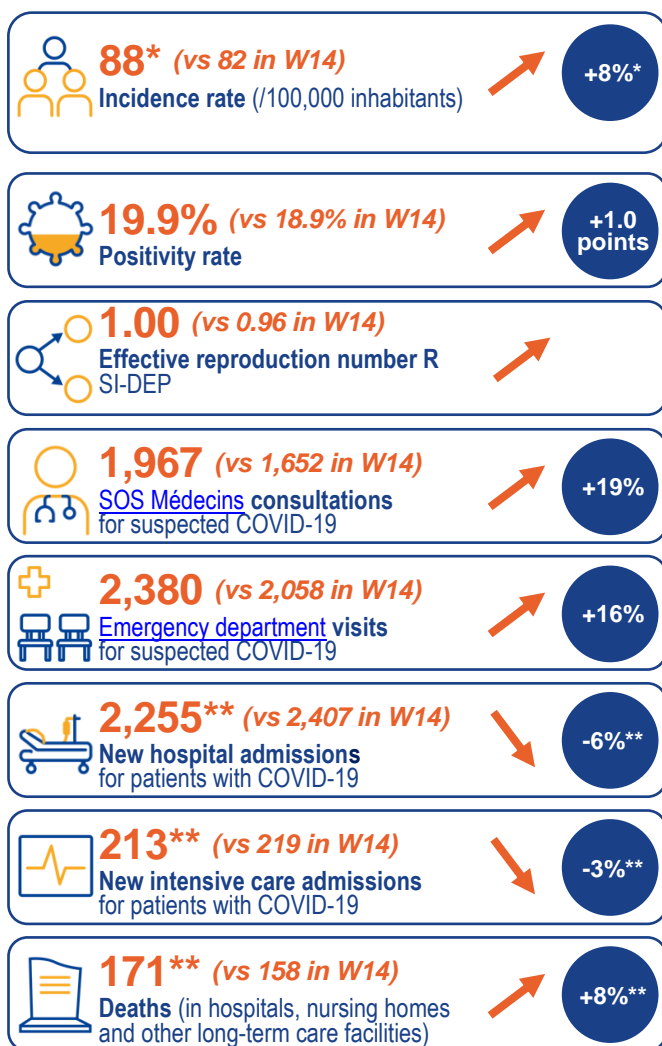 88* (vs 82 in W14)
Incidence rate (/100,000 inhabitants)
+8%*
19.9% (vs 18.9% in W14)
Positivity rate
+1.0
points
1.00 (vs 0.96 in W14)
Effective reproduction number R
SI-DEP
1,967 (vs 1,652 in W14)
SOS Médecins consultations
for suspected COVID-19
+19%
2,380 (vs 2,058 in W14)
Emergency department visits
for suspected COVID-19
+16%
2,255** (vs 2,407 in W14)
New hospital admissions
for patients with COVID-19
-6%**
213** (vs 219 in W14)
New intensive care admissions
for patients with COVID-19
-3%**
171** (vs 158 in W14)
Deaths (in hospitals, nursing homes
and other long-term care facilities)
+8%**